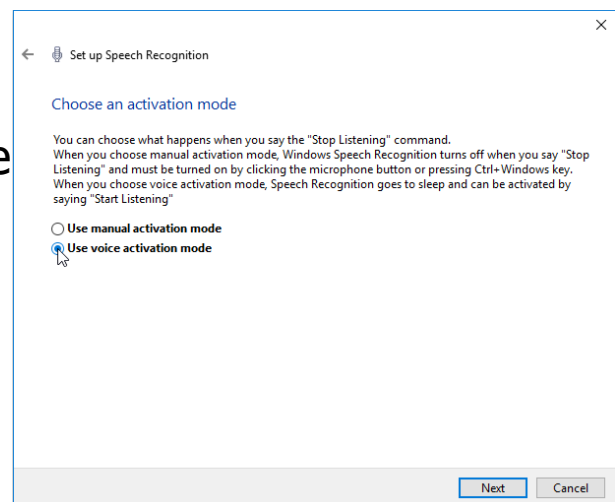 Set up Speech Recognition
Choose an activation mode
e
You can choose what happens when you say the "Stop Listening" command.
When you choose manual activation mode, Windows Speech Recognition turns off when you say "Stop
Listening" and must be turned on by clicking the microphone button or pressing Ctrl+Windows key.
When you choose voice activation mode, Speech Recognition goes to sleep and can be activated by
saying "Start Listening"
Use manual activation mode
Use voice activation mode
Next Cancel